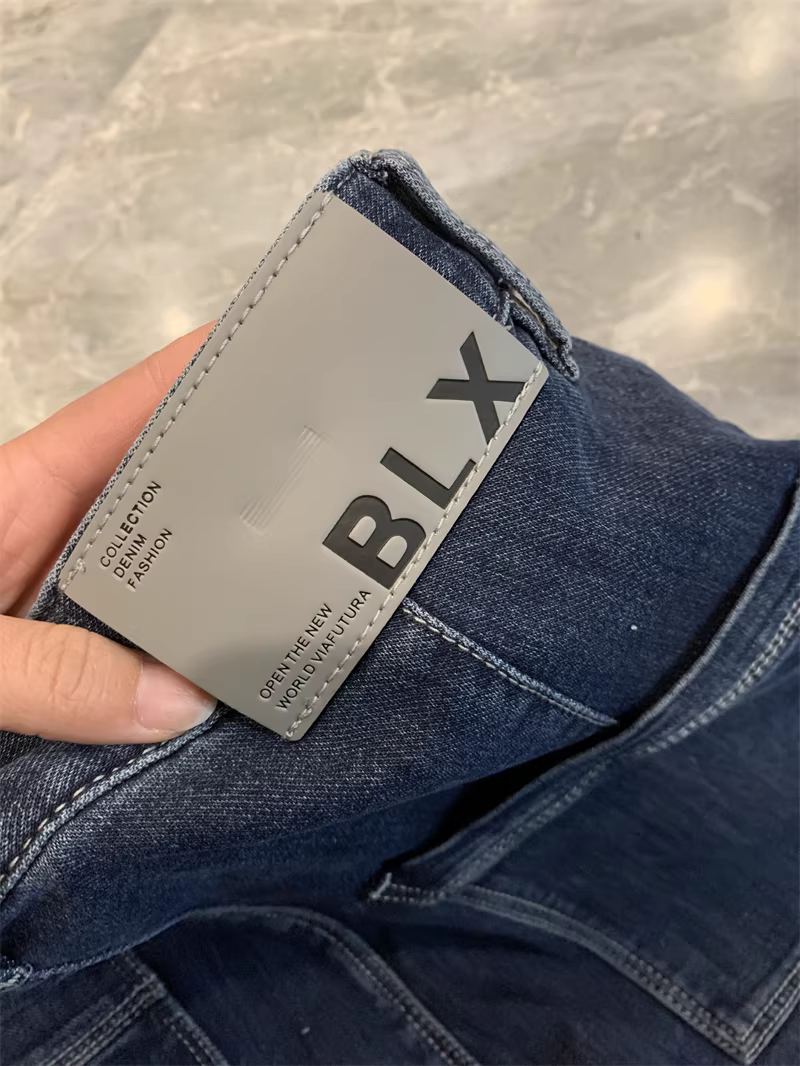 COLLECTION
DENIM
FASHION
BLX
OPEN THE NEW
WORLD VIAFUTURA